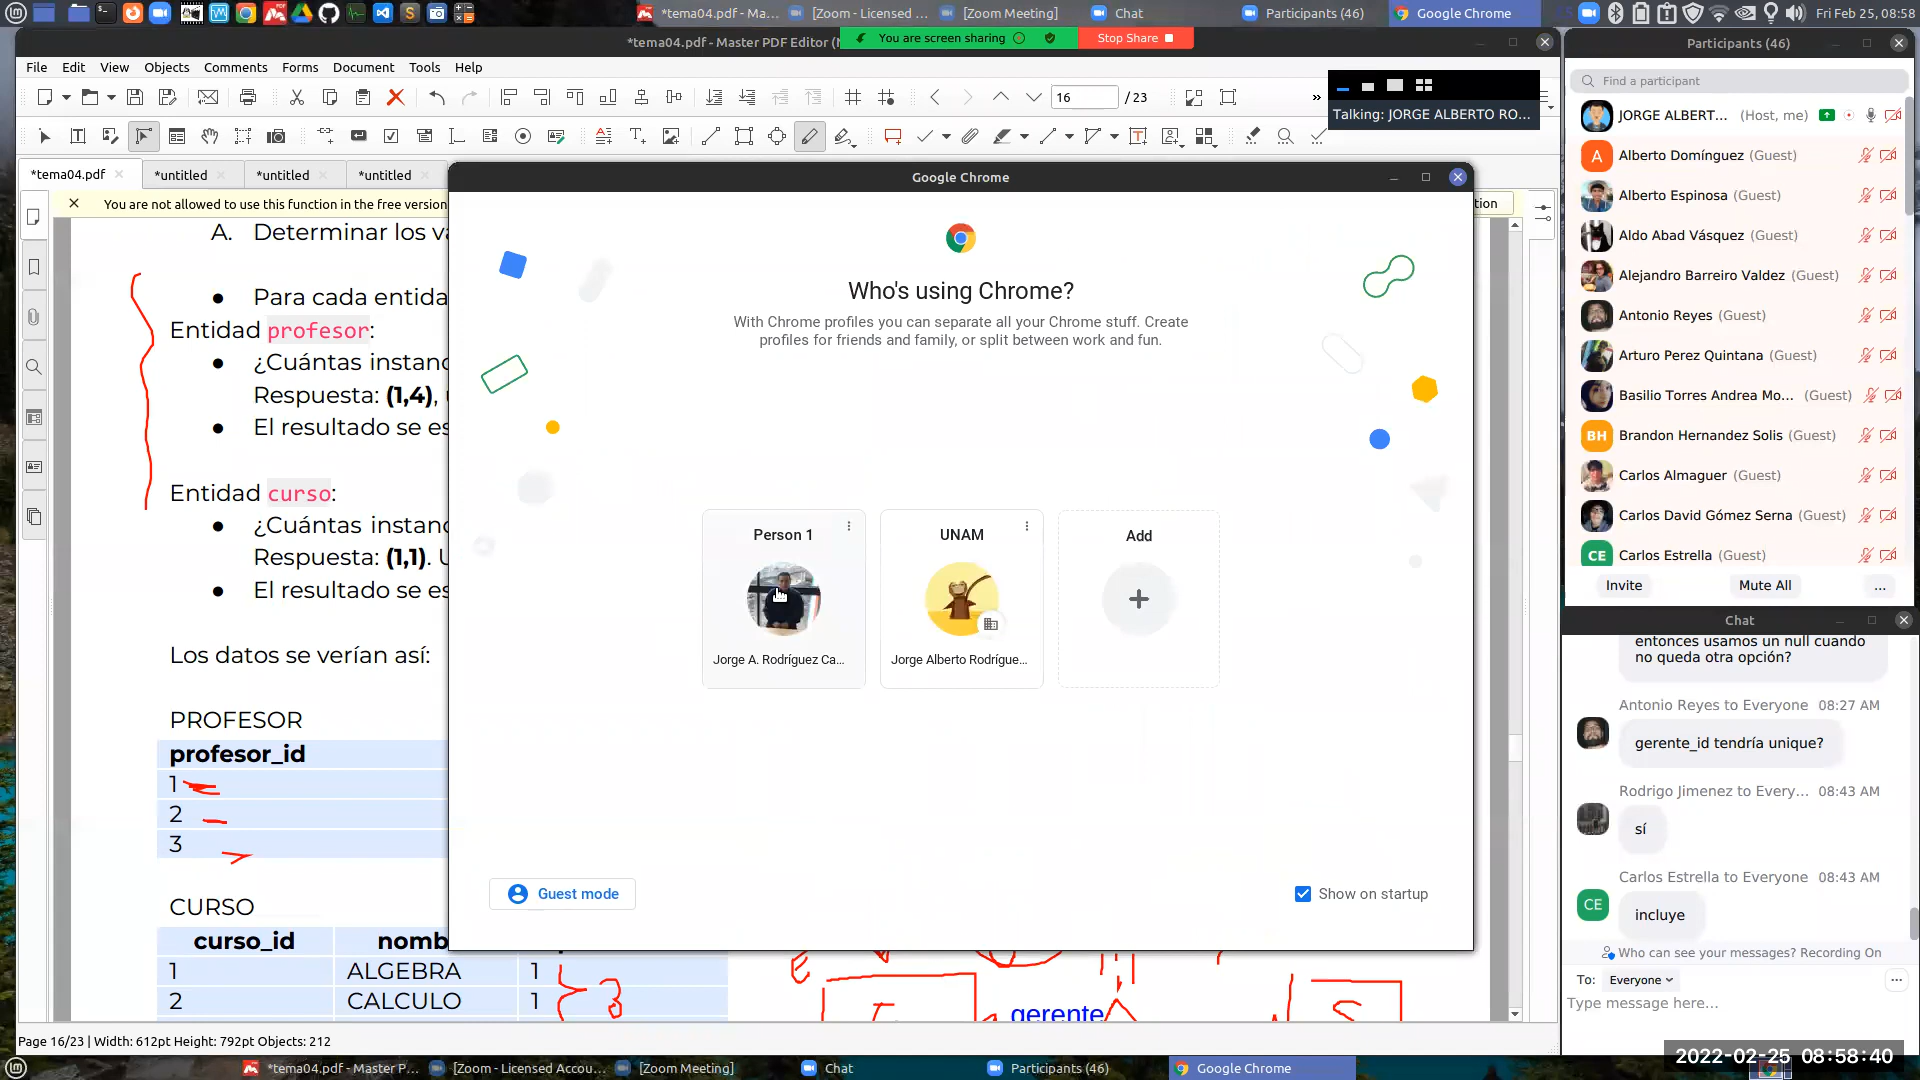 *tema04.pdf - Ma...
[Zoom - Licensed ...
[Zoom Meeting]
Chat
Participants (46)
Google Chrome
Fri Feb 25, 08:58
*tema04.pdf - Master PDF Editor (
You are screen sharing
Stop Share
File Edit View Objects Comments Forms Document Tools Help
16 / 23
»
Talking: JORGE ALBERTO RO...
*tema04.pdf
*untitled
*untitled
*untitled
You are not allowed to use this function in the free version
tion
A. Determinar los va
Para cada entida
Entidad profesor:
¿Cuántas instanc
Respuesta: (1,4), u
El resultado se es
Entidad curso:
¿Cuántas instanc
Respuesta: (1,1). U
El resultado se es
Los datos se verían así:
PROFESOR
profesor_id
1
2
3
CURSO
curso_id nomb
1 ALGEBRA 1
2 CALCULO 1
3
gerente
E
S
Google Chrome
Who's using Chrome?
With Chrome profiles you can separate all your Chrome stuff. Create
profiles for friends and family, or split between work and fun.
Person 1
Jorge A. Rodríguez Ca...
UNAM
Jorge Alberto Rodrígue...
Add
Guest mode
Show on startup
Page 16/23 | Width: 612pt Height: 792pt Objects: 212
Participants (46)
Find a participant
JORGE ALBERT... (Host, me)
A
Alberto Domínguez (Guest)
Alberto Espinosa (Guest)
Aldo Abad Vásquez (Guest)
Alejandro Barreiro Valdez (Guest)
Antonio Reyes (Guest)
Arturo Perez Quintana (Guest)
Basilio Torres Andrea Mo... (Guest)
BH
Brandon Hernandez Solis (Guest)
Carlos Almaguer (Guest)
Carlos David Gómez Serna (Guest)
CE
Carlos Estrella (Guest)
Invite
Mute All
...
Chat
entonces usamos un null cuando
no queda otra opción?
Antonio Reyes to Everyone 08:27 AM
gerente_id tendría unique?
Rodrigo Jimenez to Every... 08:43 AM
sí
Carlos Estrella to Everyone 08:43 AM
CE
incluye
Who can see your messages? Recording On
To: Everyone
Type message here...
2022-02-25 08:58:40
*tema04.pdf - Master P...
[Zoom - Licensed Accou...
[Zoom Meeting]
Chat
Participants (46)
Google Chrome